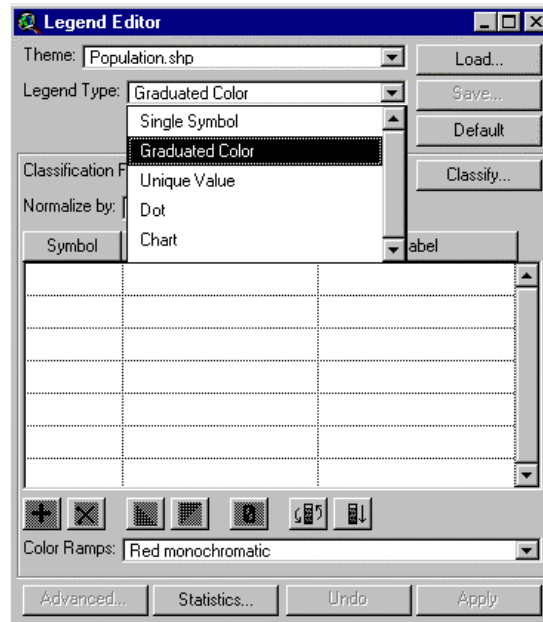 Legend Editor
Theme: Population.shp Load...
Legend Type: Graduated Color Save...
Single Symbol Default
Graduated Color
Classification F Unique Value Classify...
Normalize by: Dot
Symbol Chart abel
Color Ramps: Red monochromatic
Advanced... Statistics... Undo Apply